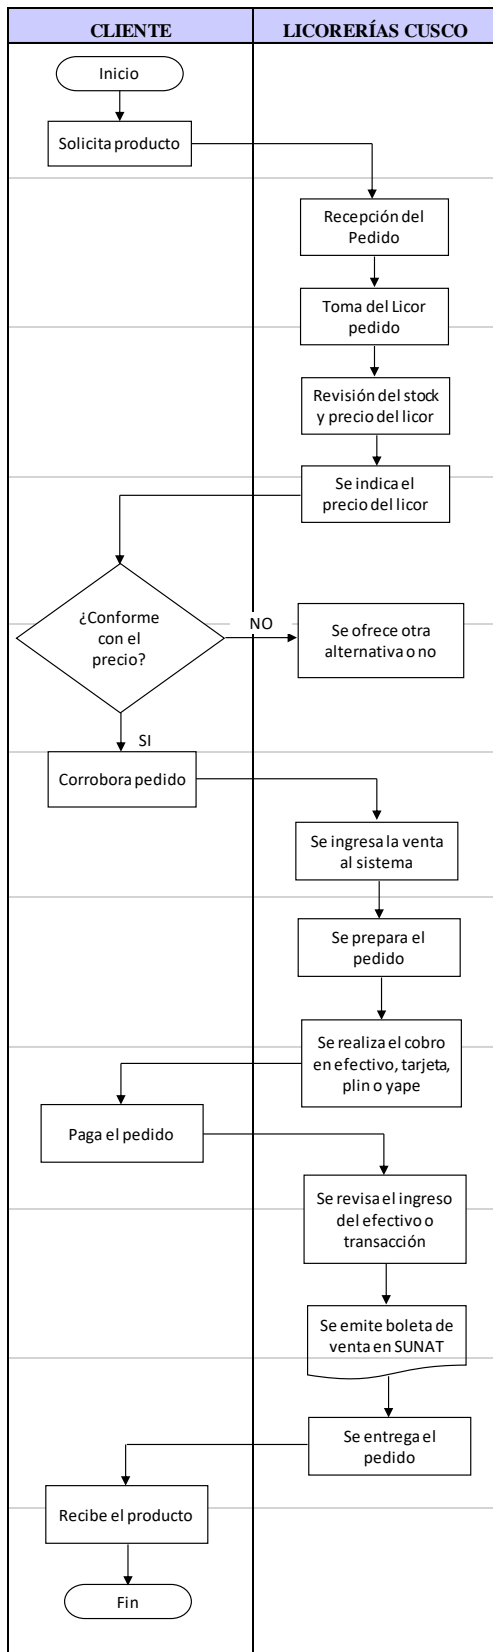 CLIENTE
LICORERÍAS CUSCO
Inicio
Solicita producto
Recepción del
Pedido
Toma del Licor
pedido
Revisión del stock
y precio del licor
Se indica el
precio del licor
¿Conforme
con el
precio?
NO
Se ofrece otra
alternativa o no
SI
Corrobora pedido
Se ingresa la venta
al sistema
Se prepara el
pedido
Se realiza el cobro
en efectivo, tarjeta,
plin o yape
Paga el pedido
Se revisa el ingreso
del efectivo o
transacción
Se emite boleta de
venta en SUNAT
Se entrega el
pedido
Recibe el producto
Fin